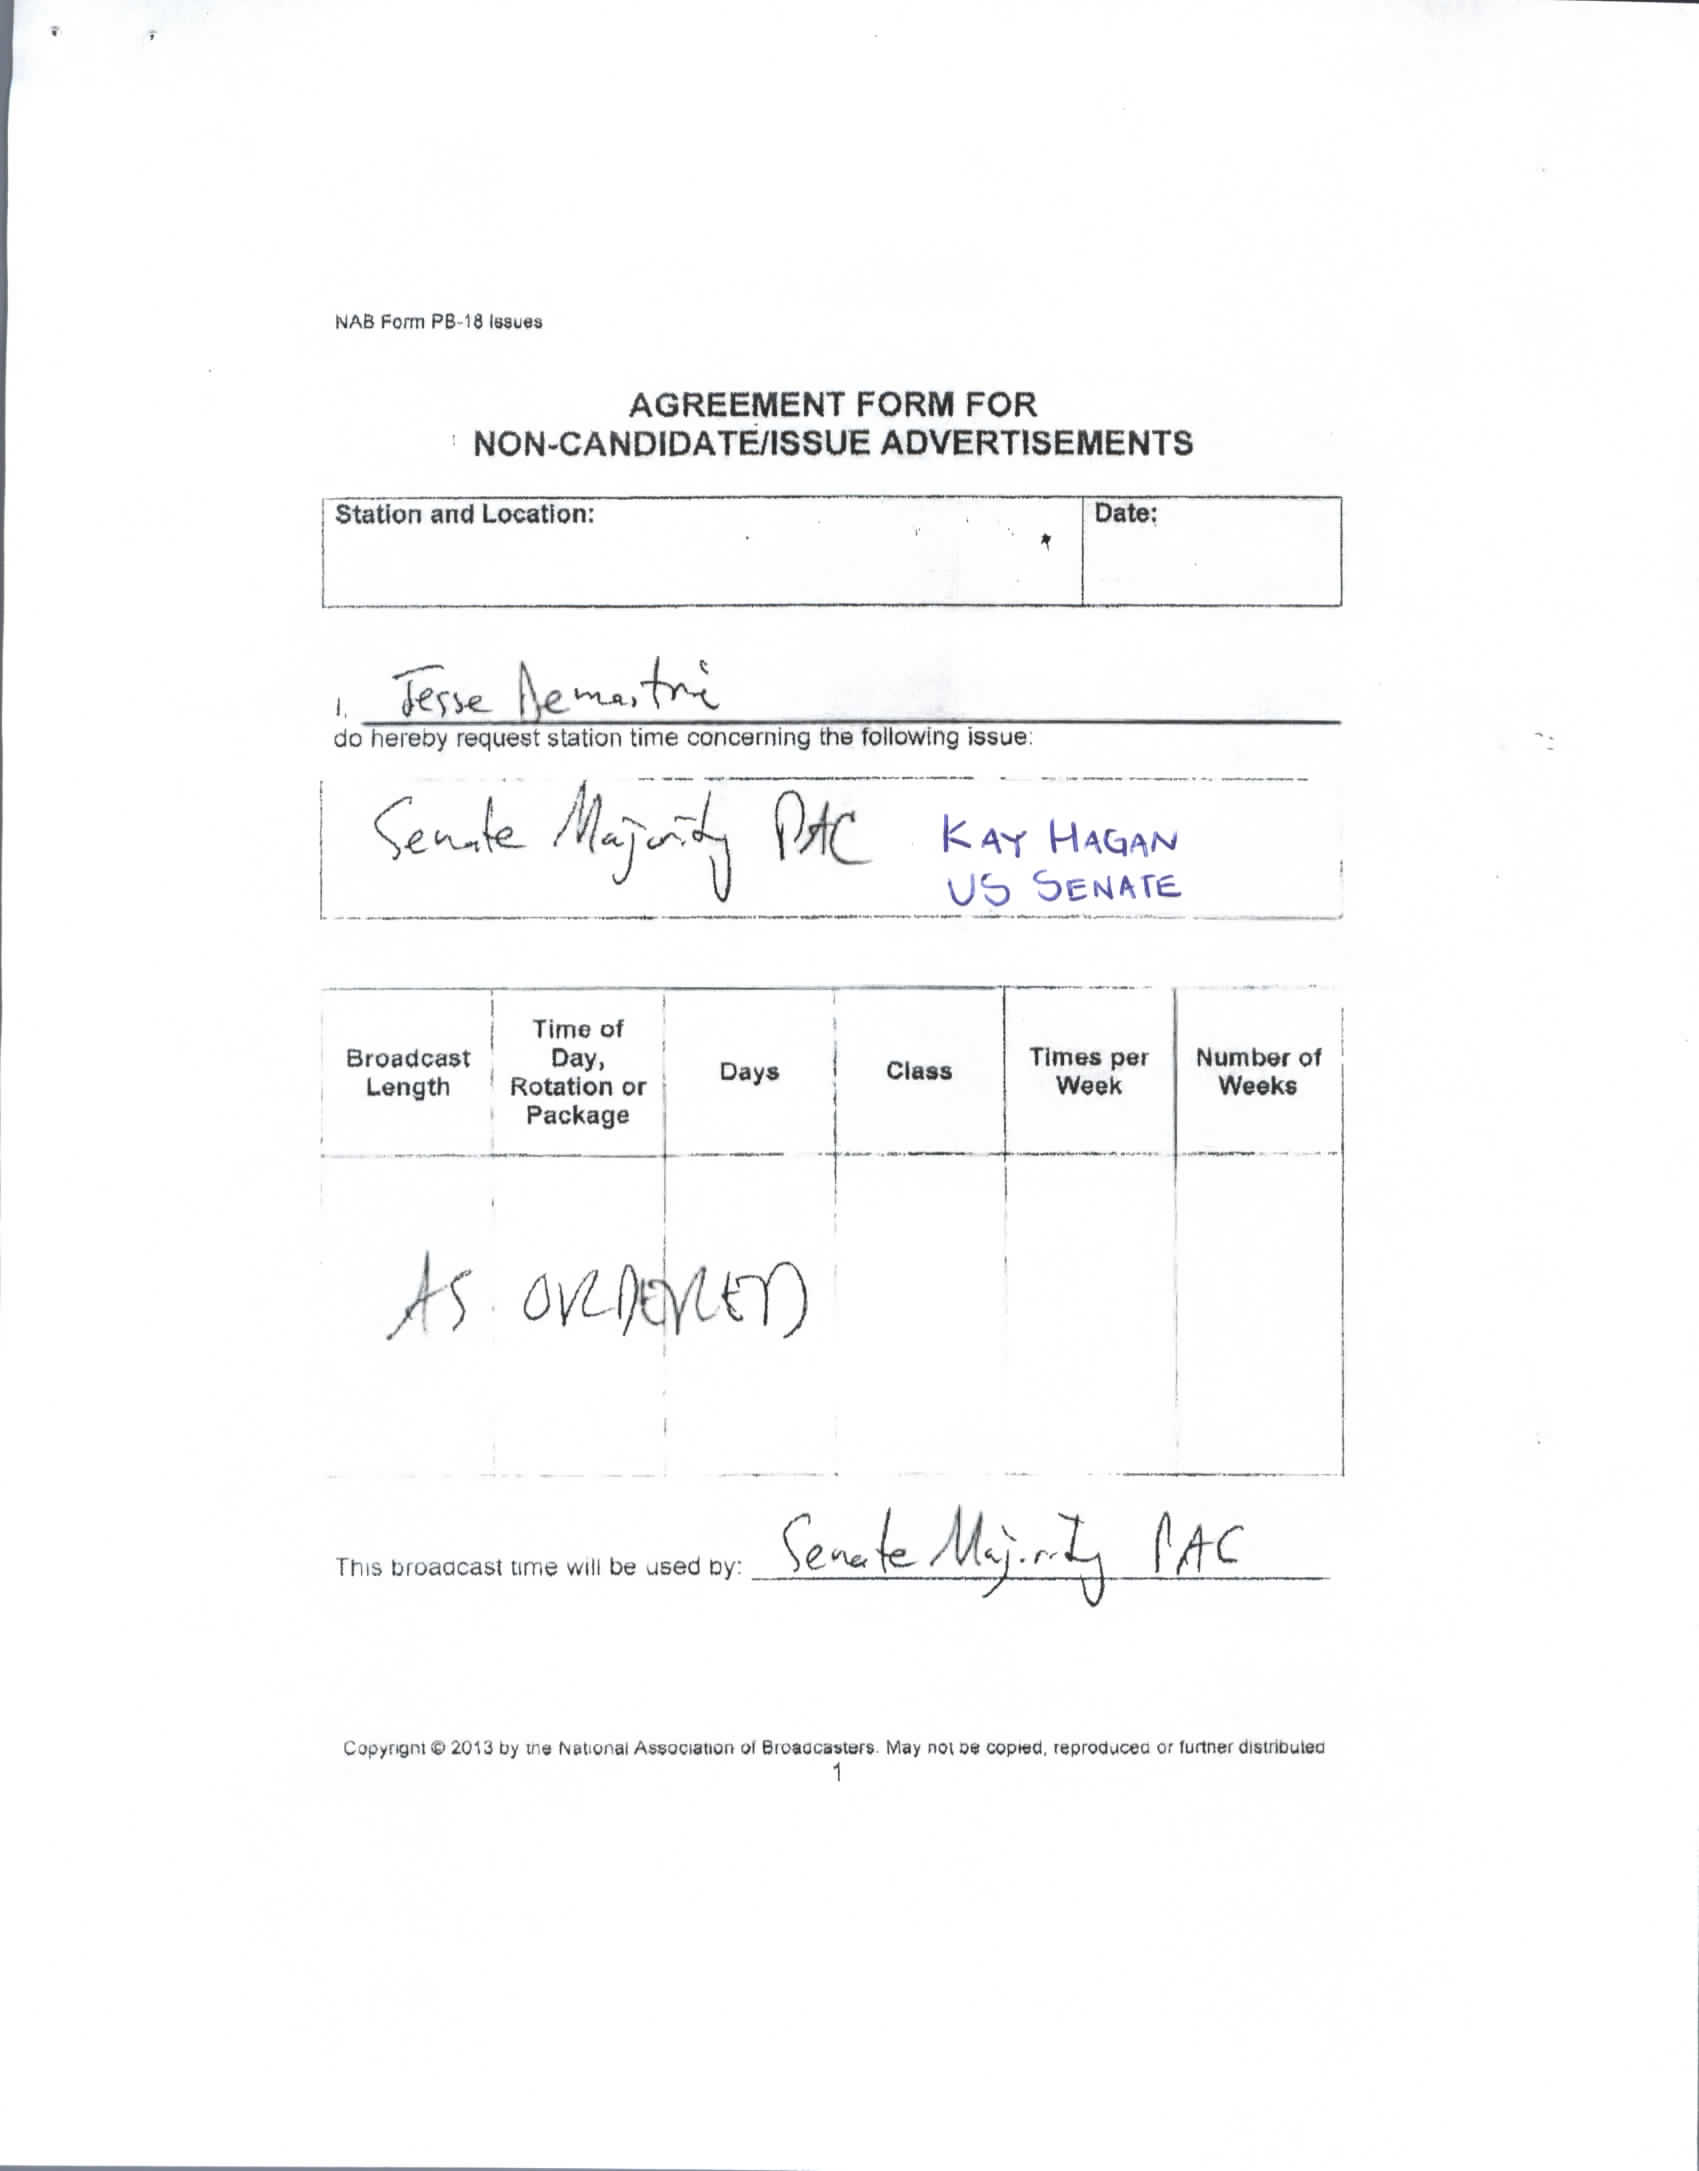 NAB Form PB-18 Issues
AGREEMENT FORM FOR
NON-CANDIDATE/ISSUE ADVERTISEMENTS
Station and Location:
Date:
I, Jesse Demastrie
do hereby request station time concerning the following issue:
Senate Majority PAC KAY HAGAN
US SENATE
Broadcast Length
Time of Day, Rotation or Package
Days
Class
Times per Week
Number of Weeks
AS ORDERED
This broadcast time will be used by: Senate Majority PAC
Copyright © 2013 by the National Association of Broadcasters. May not be copied, reproduced or further distributed
1